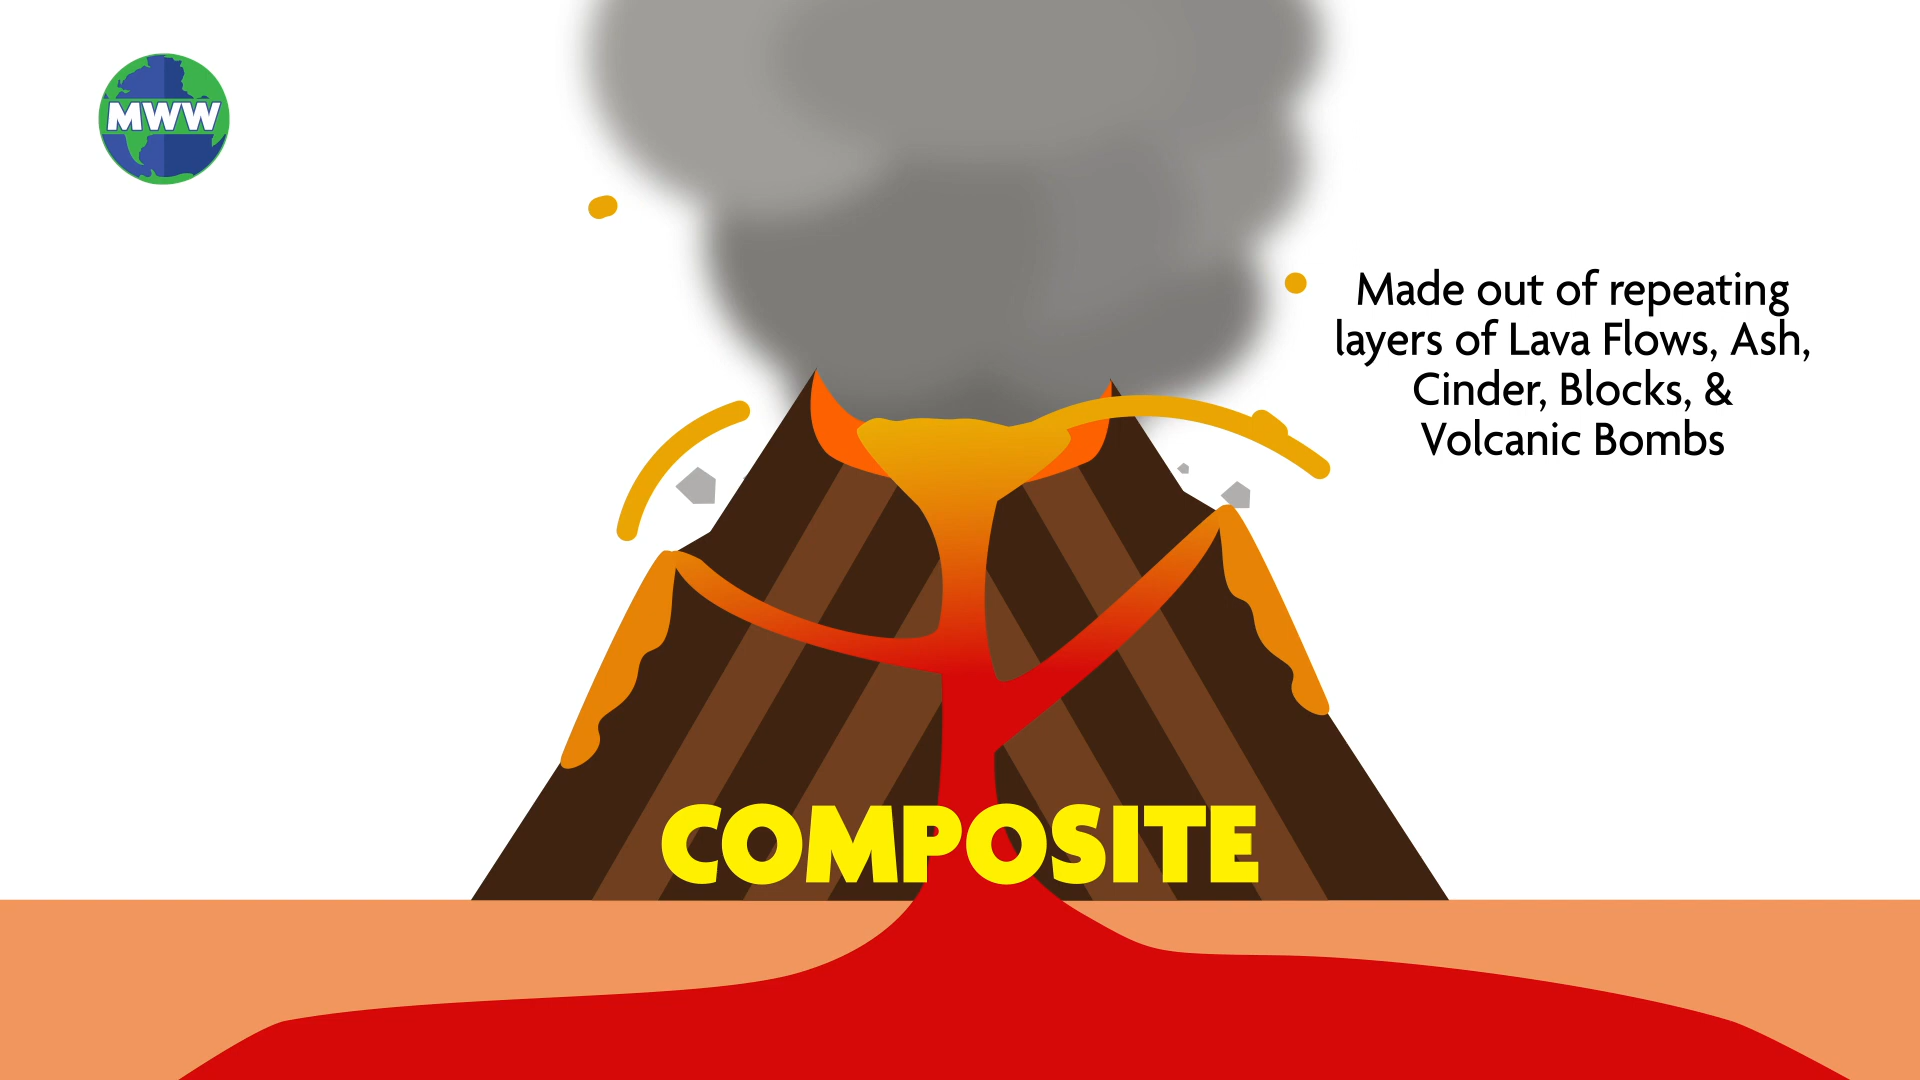 MWW
Made out of repeating
layers of Lava Flows, Ash,
Cinder, Blocks, &
Volcanic Bombs
COMPOSITE